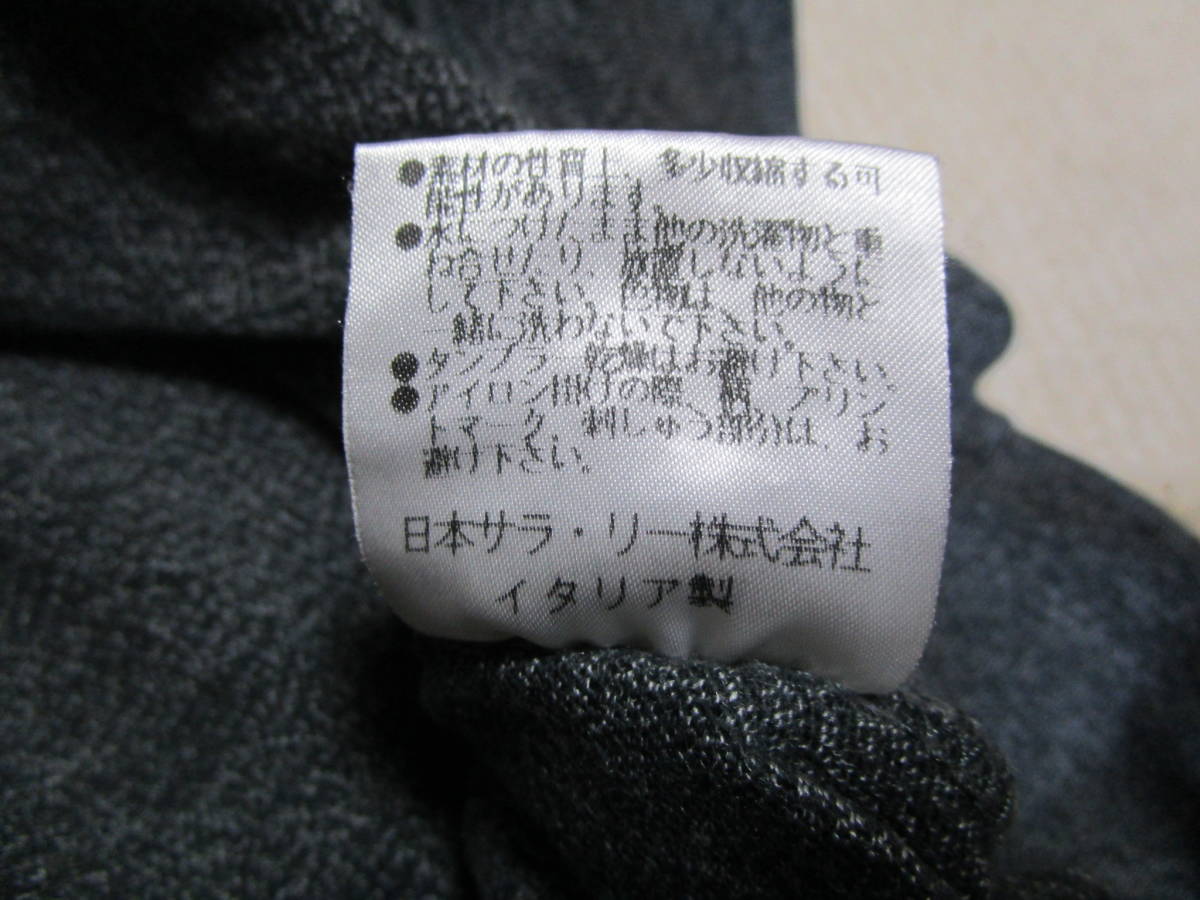 ●素材の性質上、多少収縮する可
能性があります
●水につけたまま他の洗濯物と重
ね合せたり、放置しないように
して下さい。色物は、他の物と
一緒に洗わないで下さい。
●タンブラー乾燥はお避け下さい。
●アイロン掛けの際 プリン
トマーク、刺しゅう部分は、お
避け下さい。
日本サラ・リー株式会社
イタリア製